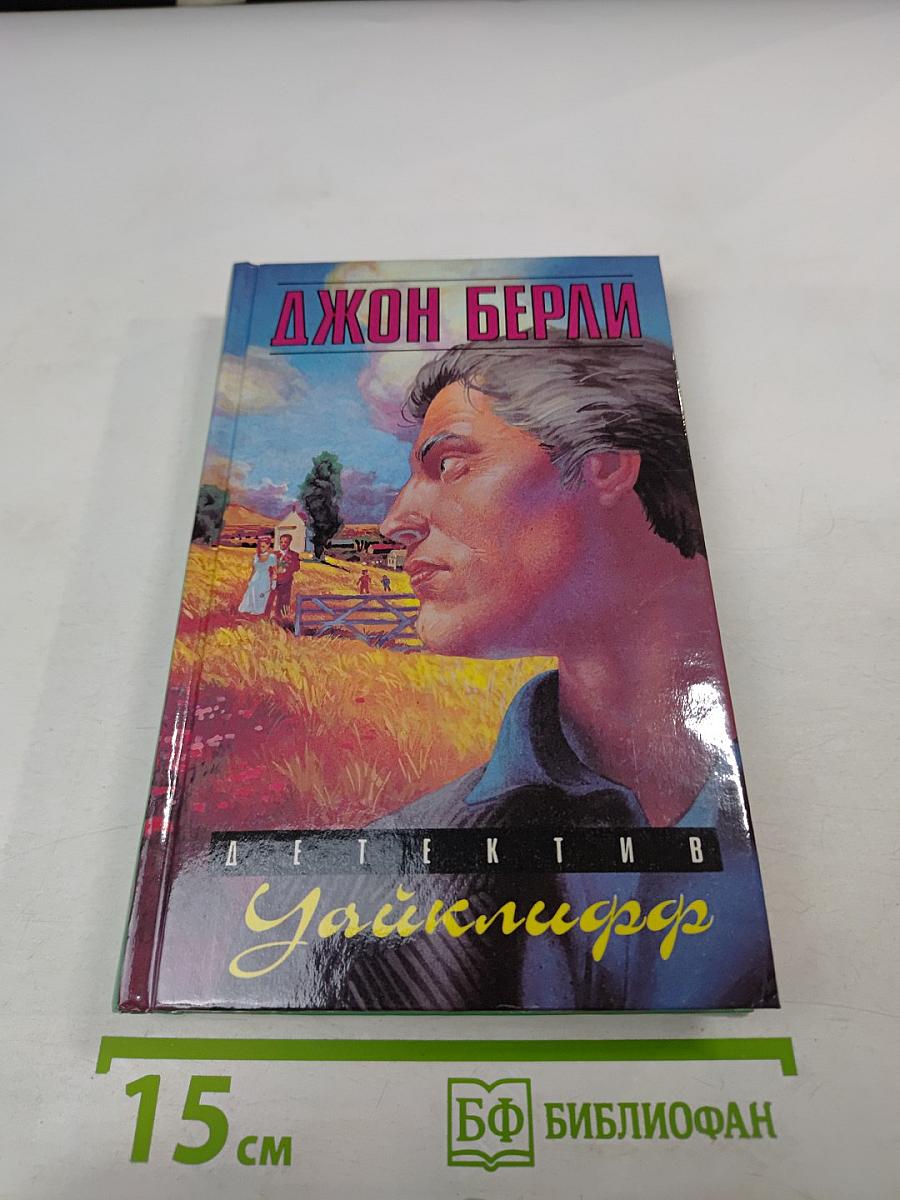 ДЖОН БЕРЛИ
ДЕТЕКТИВ
Уайклифф
15 см
БФ БИБЛИОФАН